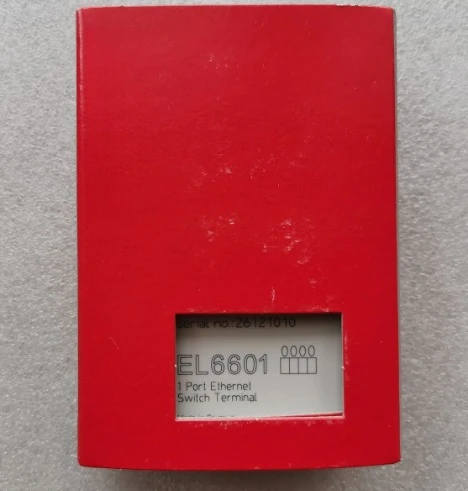 Serial no.:26121010
EL6601
0000
1 Port Ethernet
Switch Terminal